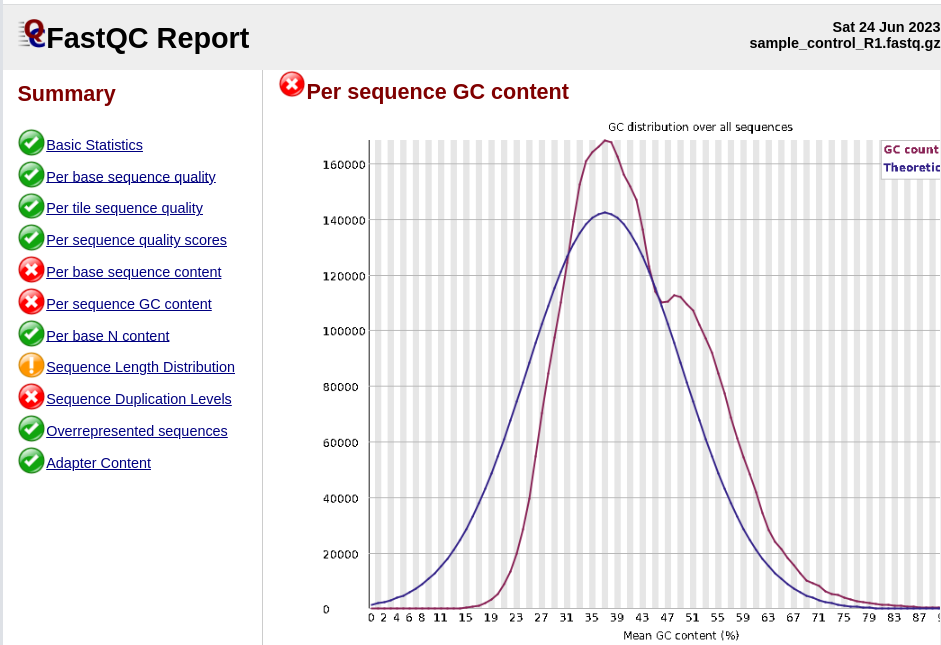 FastQC Report
Sat 24 Jun 2023
sample_control_R1.fastq.gz
Summary
Basic Statistics
Per base sequence quality
Per tile sequence quality
Per sequence quality scores
Per base sequence content
Per sequence GC content
Per base N content
Sequence Length Distribution
Sequence Duplication Levels
Overrepresented sequences
Adapter Content
Per sequence GC content
GC distribution over all sequences
GC count
Theoretic
160000
140000
120000
100000
80000
60000
40000
20000
0
0 2 4 6 8 11 15 19 23 27 31 35 39 43 47 51 55 59 63 67 71 75 79 83 87
Mean GC content (%)